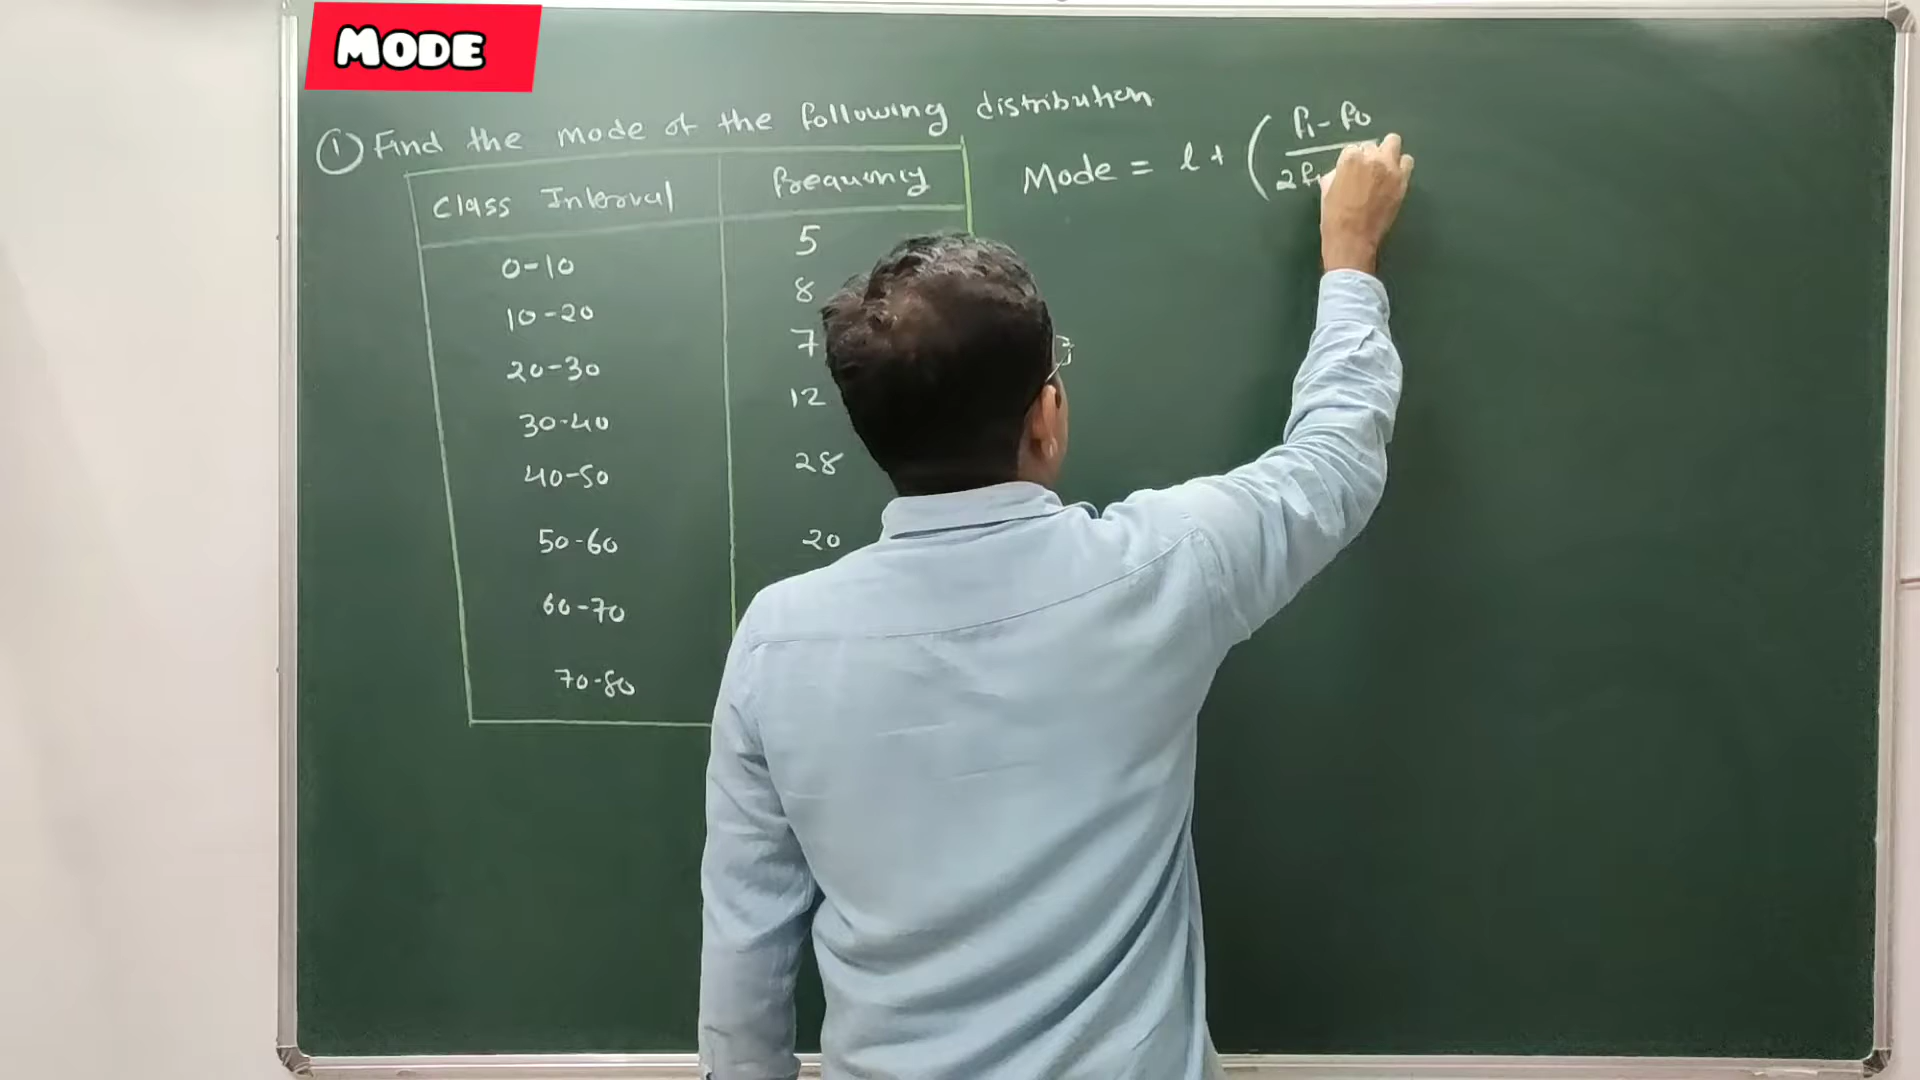 MODE
① Find the mode of the following distribution
Class Interval Frequency
0-10 5
10-20 8
20-30 7
30-40 12
40-50 28
50-60 20
60-70
70-80
Mode = l + ( f1 - f0
2f1